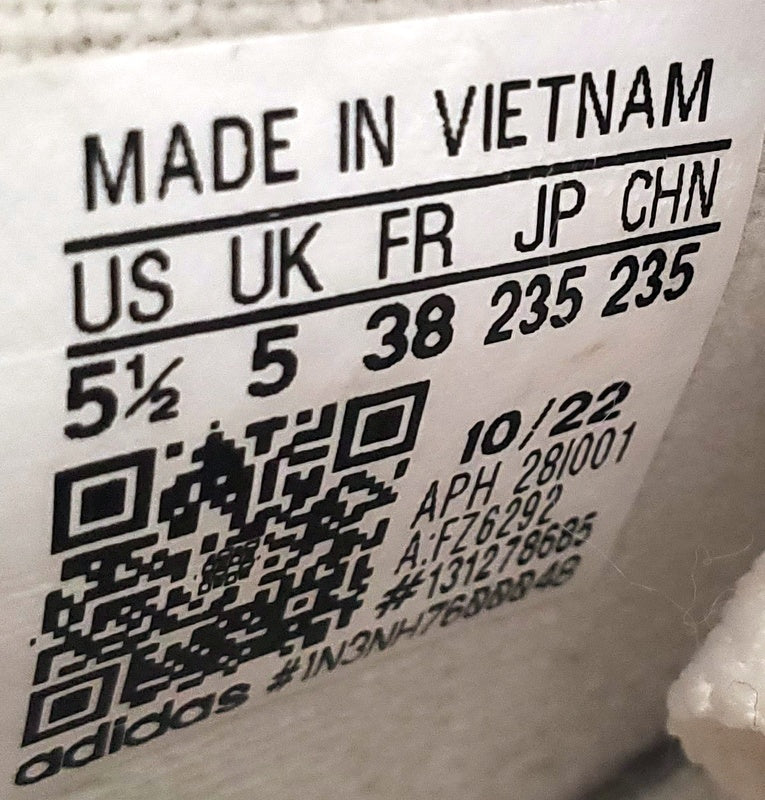 MADE IN VIETNAM
US UK FR JP CHN
5½ 5 38 235 235
10/22
APH 281001
A:FZ6292
#131278685
adidas